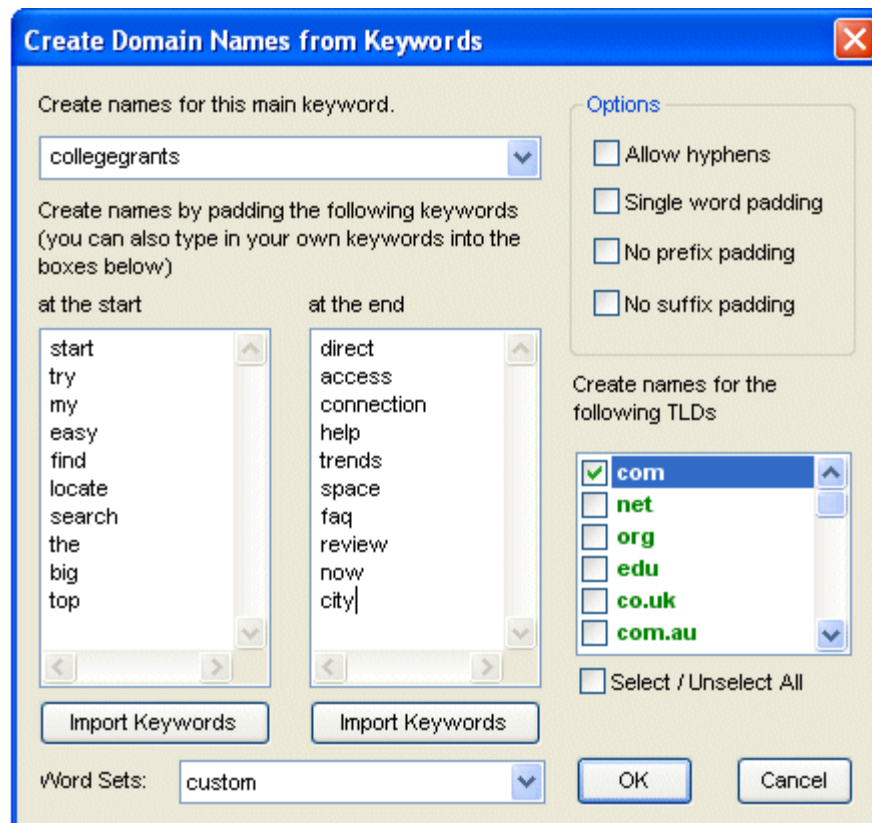 Create Domain Names from Keywords
Create names for this main keyword.
collegegrants
Create names by padding the following keywords
(you can also type in your own keywords into the
boxes below)
at the start
start
try
my
easy
find
locate
search
the
big
top
Import Keywords
at the end
direct
access
connection
help
trends
space
faq
review
now
city
Import Keywords
Word Sets:
custom
Options
Allow hyphens
Single word padding
No prefix padding
No suffix padding
Create names for the
following TLDs
com
net
org
edu
co.uk
com.au
Select / Unselect All
OK
Cancel